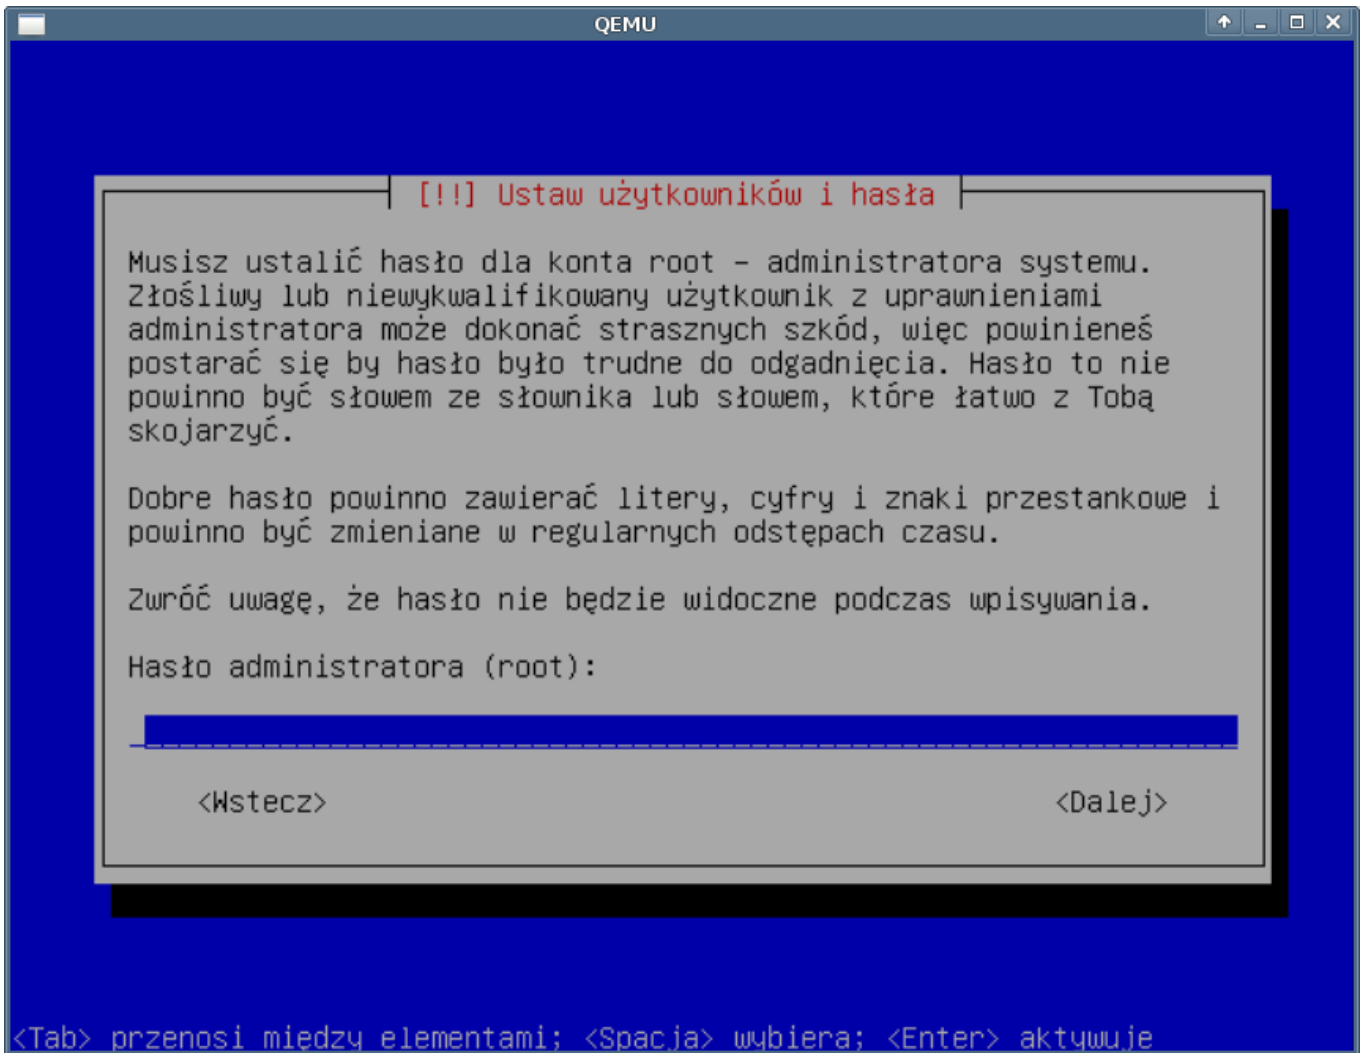 QEMU
[!!] Ustaw użytkowników i hasła
Musisz ustalić hasło dla konta root – administratora systemu.
Złośliwy lub niewykwalifikowany użytkownik z uprawnieniami
administratora może dokonać strasznych szkód, więc powinieneś
postarać się by hasło było trudne do odgadnięcia. Hasło to nie
powinno być słowem ze słownika lub słowem, które łatwo z Tobą
skojarzyć.
Dobre hasło powinno zawierać litery, cyfry i znaki przestankowe i
powinno być zmieniane w regularnych odstępach czasu.
Zwróć uwagę, że hasło nie będzie widoczne podczas wpisywania.
Hasło administratora (root):
<Wstecz> <Dalej>
<Tab> przenosi między elementami; <Spacja> wybiera; <Enter> aktywuje